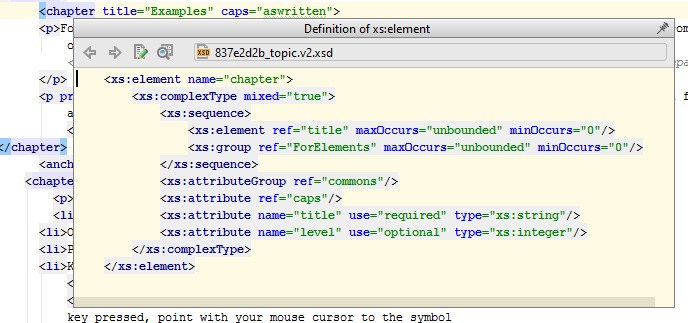 <chapter title="Examples" caps="aswritten">
<p>Fo
Definition of xs:element
837e2d2b_topic.v2.xsd
<xs:element name="chapter">
<xs:complexType mixed="true">
<xs:sequence>
<xs:element ref="title" maxOccurs="unbounded" minOccurs="0"/>
<xs:group ref="ForElements" maxOccurs="unbounded" minOccurs="0"/>
</xs:sequence>
<xs:attributeGroup ref="commons"/>
<xs:attribute ref="caps"/>
<xs:attribute name="title" use="required" type="xs:string"/>
<xs:attribute name="level" use="optional" type="xs:integer"/>
</xs:complexType>
</xs:element>
</p>
<p pr
</chapter>
<anch
<chapte
<p>
<li
<li>O
<li>P
<li>K
key pressed, point with your mouse cursor to the symbol